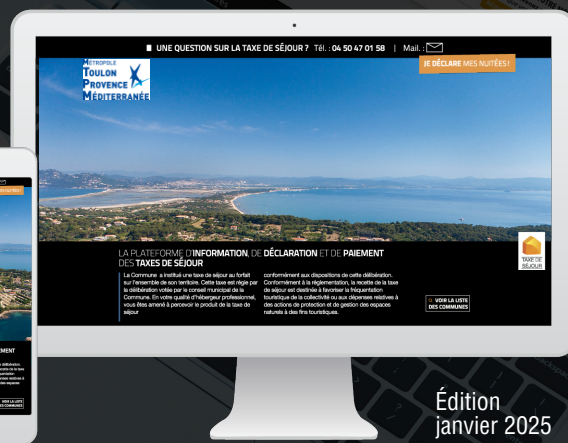 UNE QUESTION SUR LA TAXE DE SÉJOUR ? Tél. : 04 50 47 01 58 | Mail. :
JE DÉCLARE MES NUITÉES !
METROPOLE
TOULON
PROVENCE
MÉDITERRANÉE
LA PLATEFORME D'INFORMATION, DE DÉCLARATION ET DE PAIEMENT
DES TAXES DE SÉJOUR
La Commune a institué une taxe de séjour au forfait
sur l'ensemble de son territoire. Cette taxe est régie par
la délibération votée par le conseil municipal de la
Commune. En votre qualité d'hébergeur professionnel,
vous êtes amené à percevoir le produit de la taxe de
séjour
conformément aux dispositions de cette délibération.
Conformément à la réglementation, la recette de la taxe
de séjour est destinée à favoriser la fréquentation
touristique de la collectivité ou aux dépenses relatives à
des actions de protection et de gestion des espaces
naturels à des fins touristiques.
TAXE DE
SÉJOUR
VOIR LA LISTE
DES COMMUNES
Édition
janvier 2025